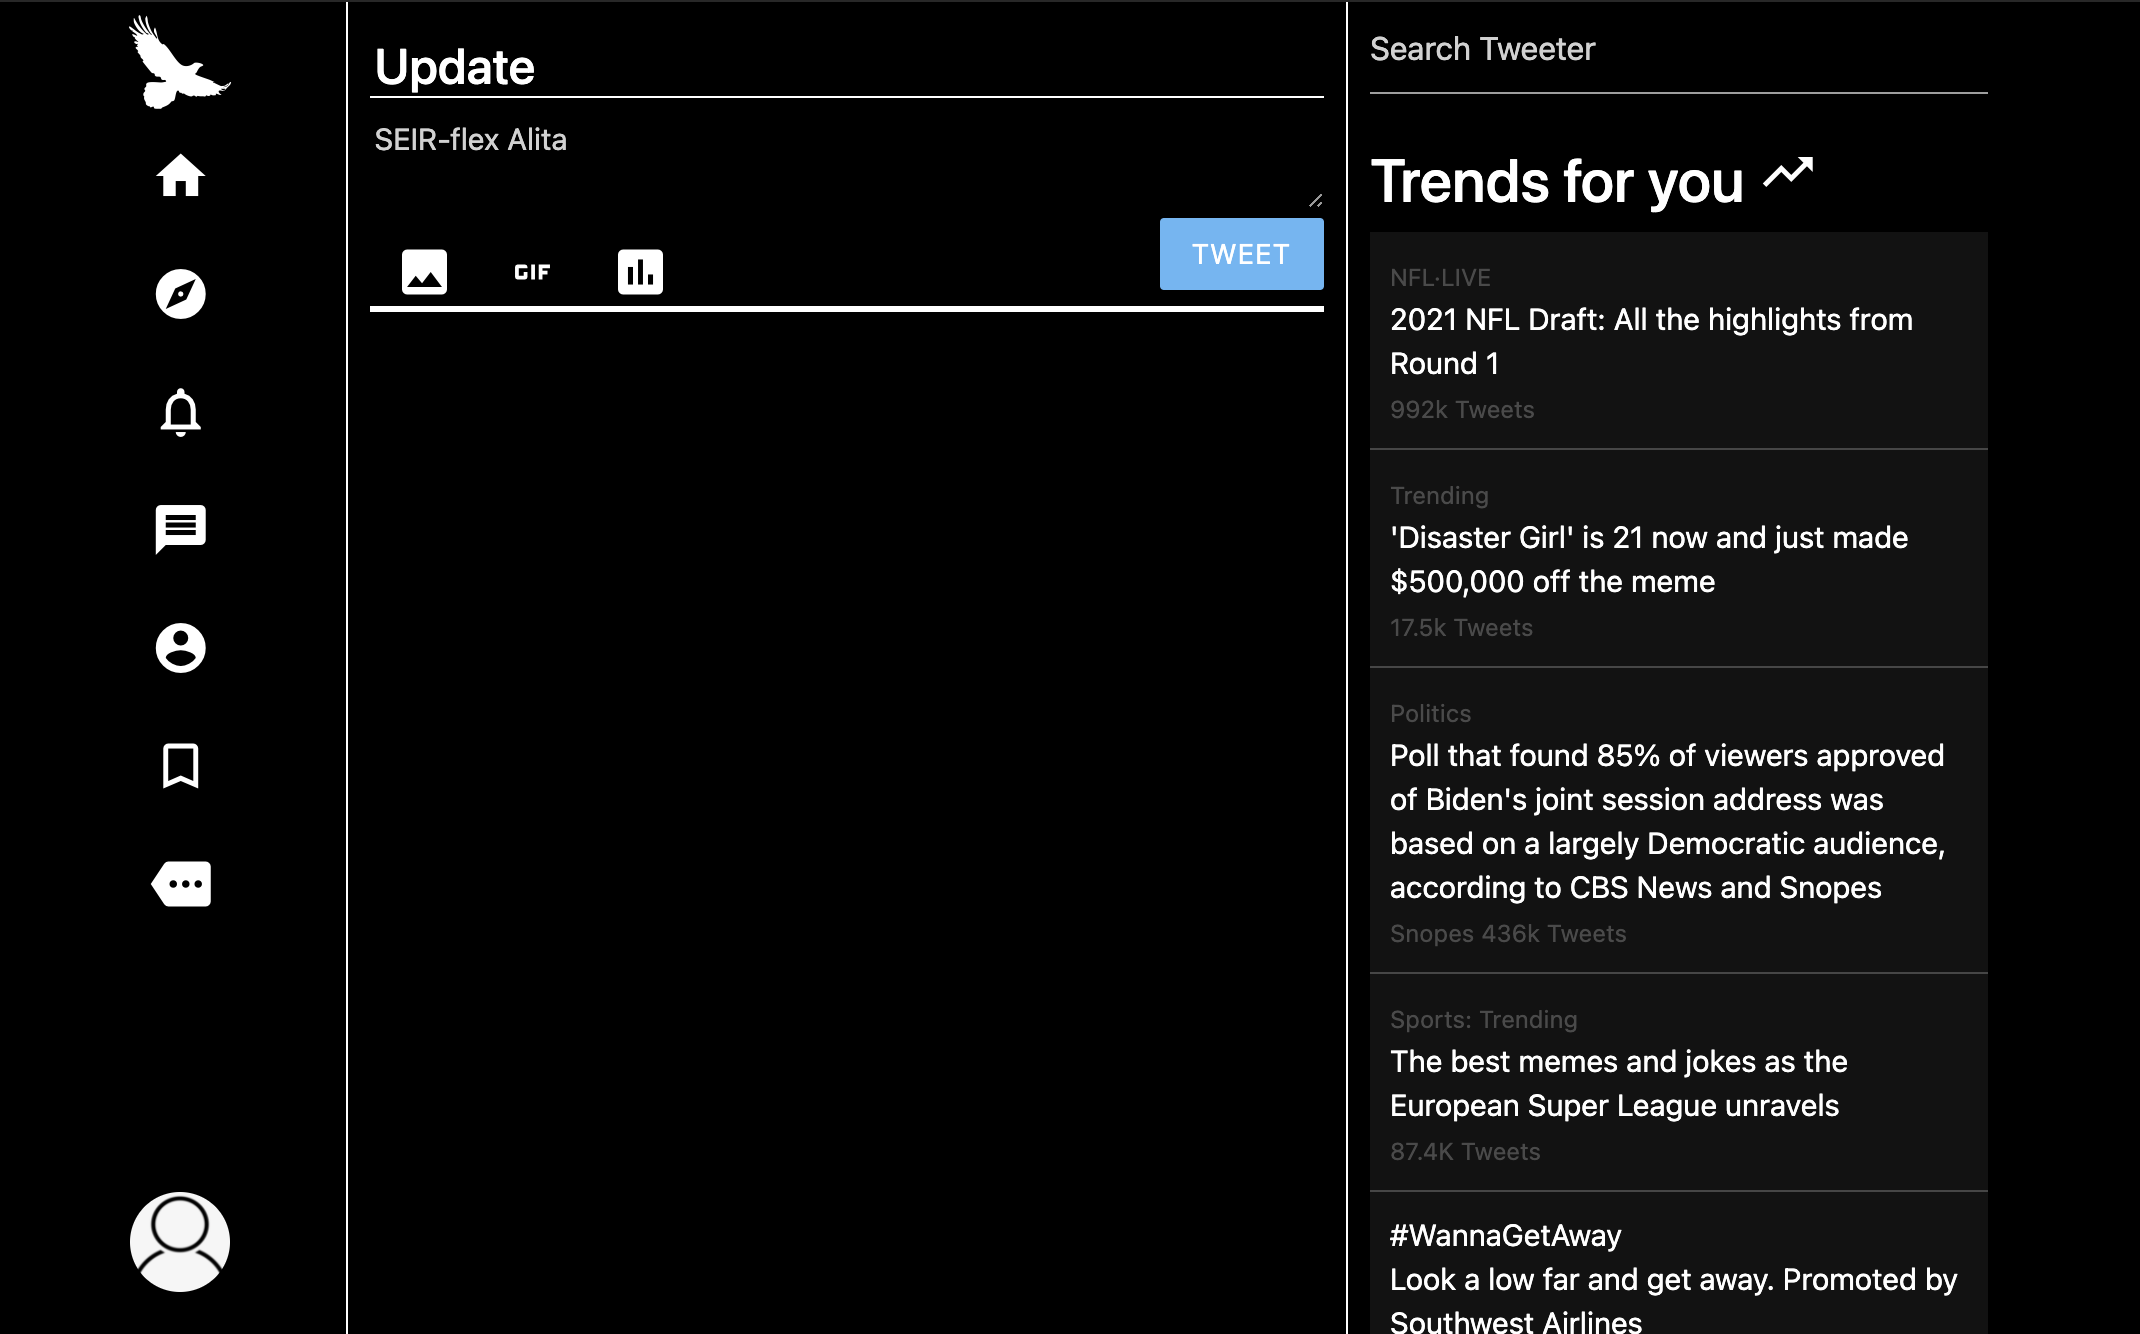 Update
SEIR-flex Alita
GIF
TWEET
Search Tweeter
Trends for you
NFL·LIVE
2021 NFL Draft: All the highlights from
Round 1
992k Tweets
Trending
'Disaster Girl' is 21 now and just made
$500,000 off the meme
17.5k Tweets
Politics
Poll that found 85% of viewers approved
of Biden's joint session address was
based on a largely Democratic audience,
according to CBS News and Snopes
Snopes 436k Tweets
Sports: Trending
The best memes and jokes as the
European Super League unravels
87.4K Tweets
#WannaGetAway
Look a low far and get away. Promoted by
Southwest Airlines